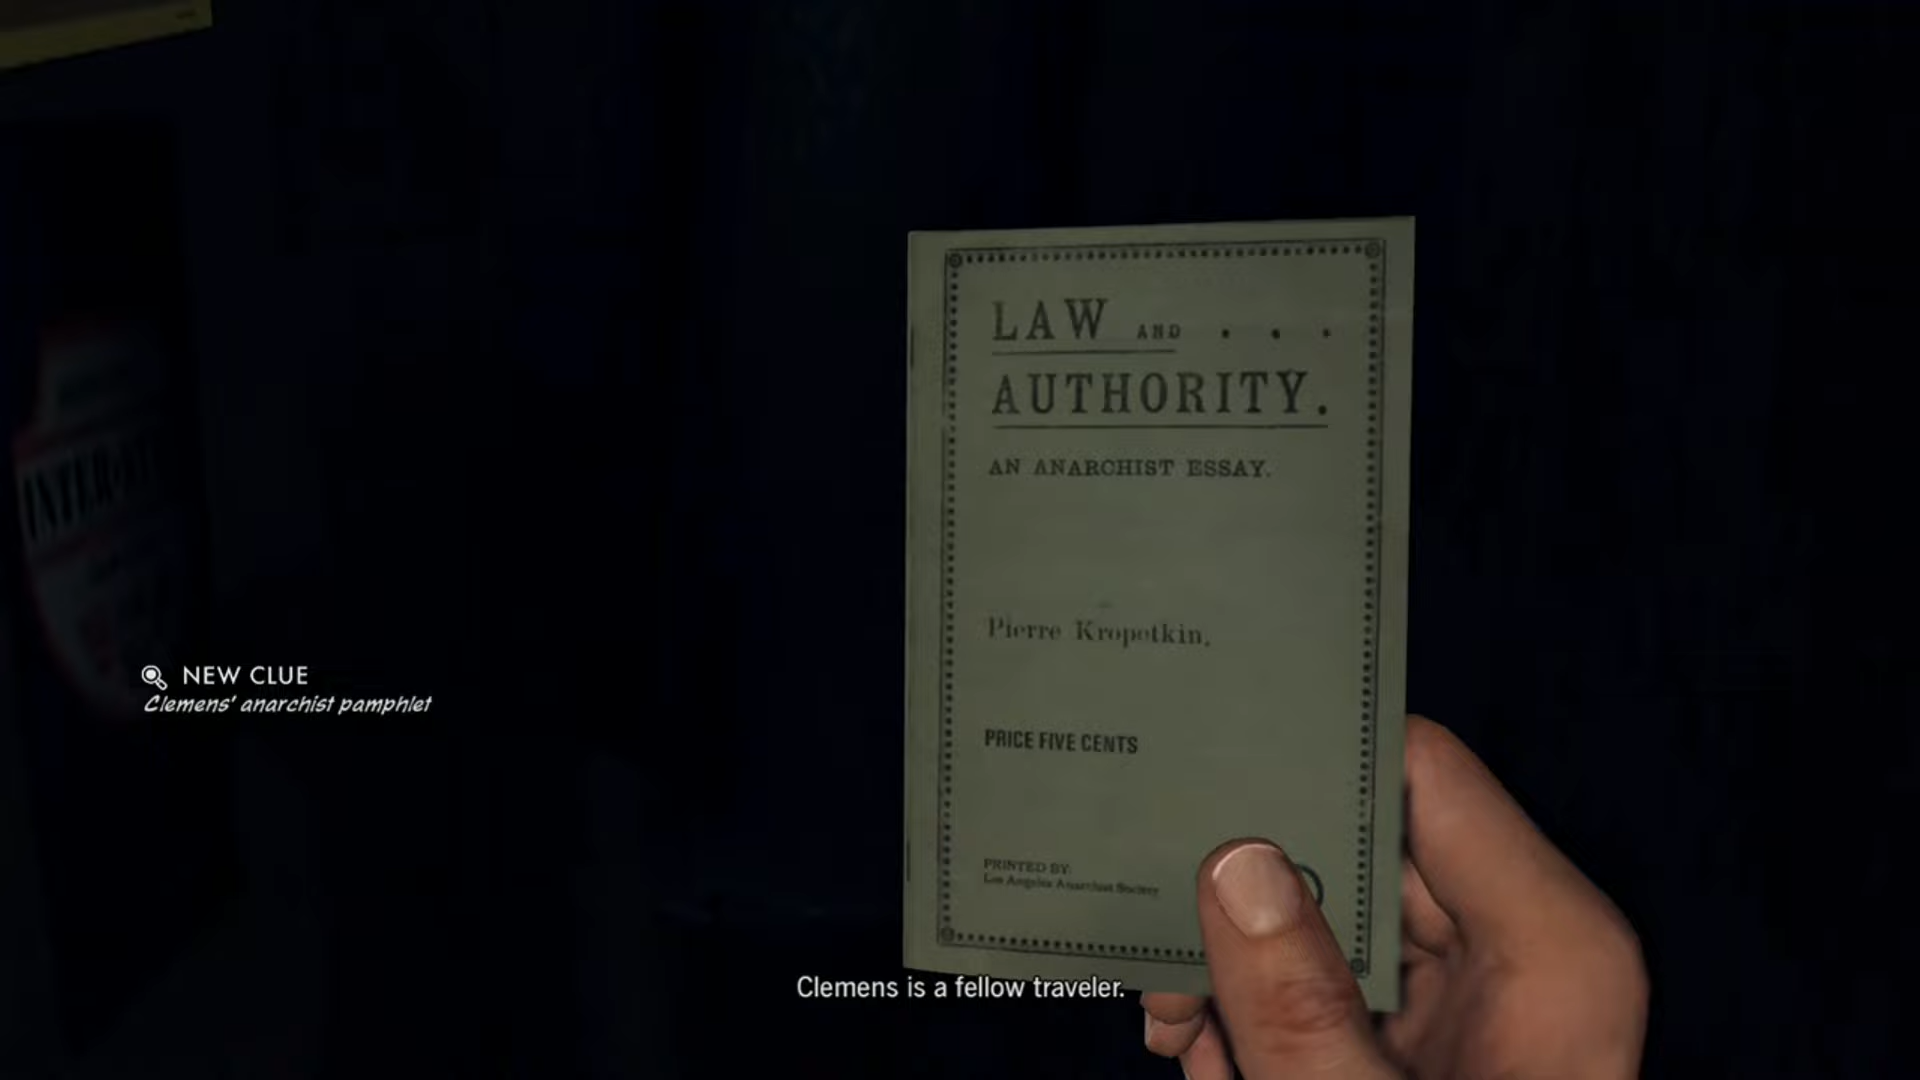 LAW AND . . .
AUTHORITY.
AN ANARCHIST ESSAY.
Pierre Kropotkin.
PRICE FIVE CENTS
PRINTED BY:
Los Angeles Anarchist Society
NEW CLUE
Clemens' anarchist pamphlet
Clemens is a fellow traveler.